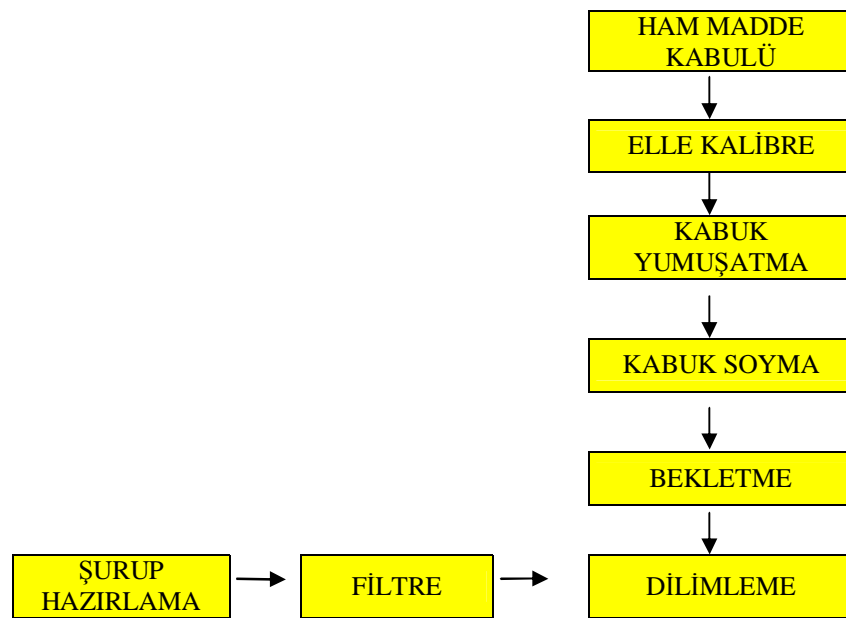 HAM MADDE
KABULÜ
ELLE KALİBRE
KABUK
YUMUŞATMA
KABUK SOYMA
BEKLETME
ŞURUP
HAZIRLAMA
FİLTRE
DİLİMLEME